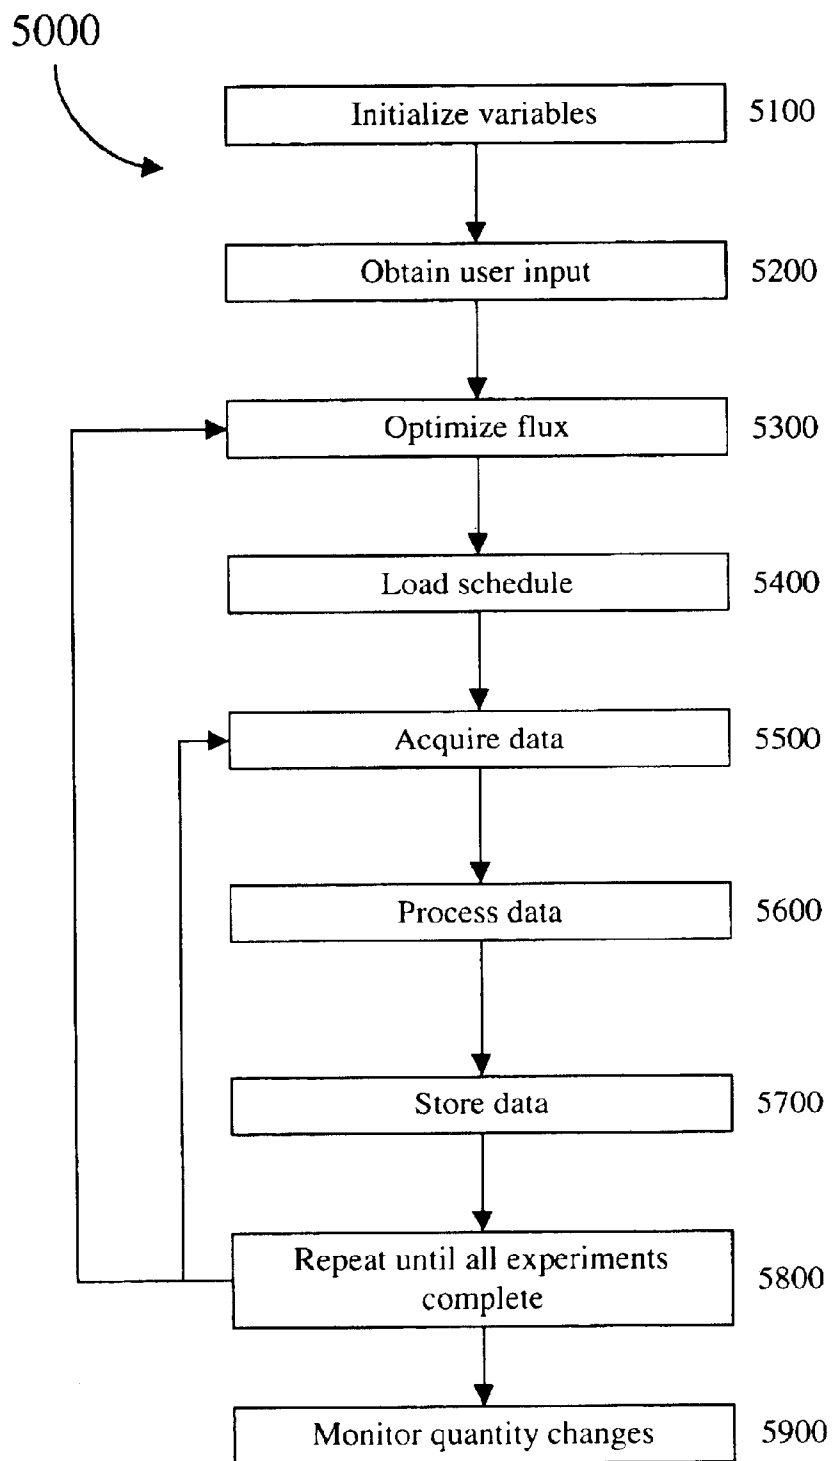 5000
Initialize variables 5100
Obtain user input 5200
Optimize flux 5300
Load schedule 5400
Acquire data 5500
Process data 5600
Store data 5700
Repeat until all experiments
complete 5800
Monitor quantity changes 5900